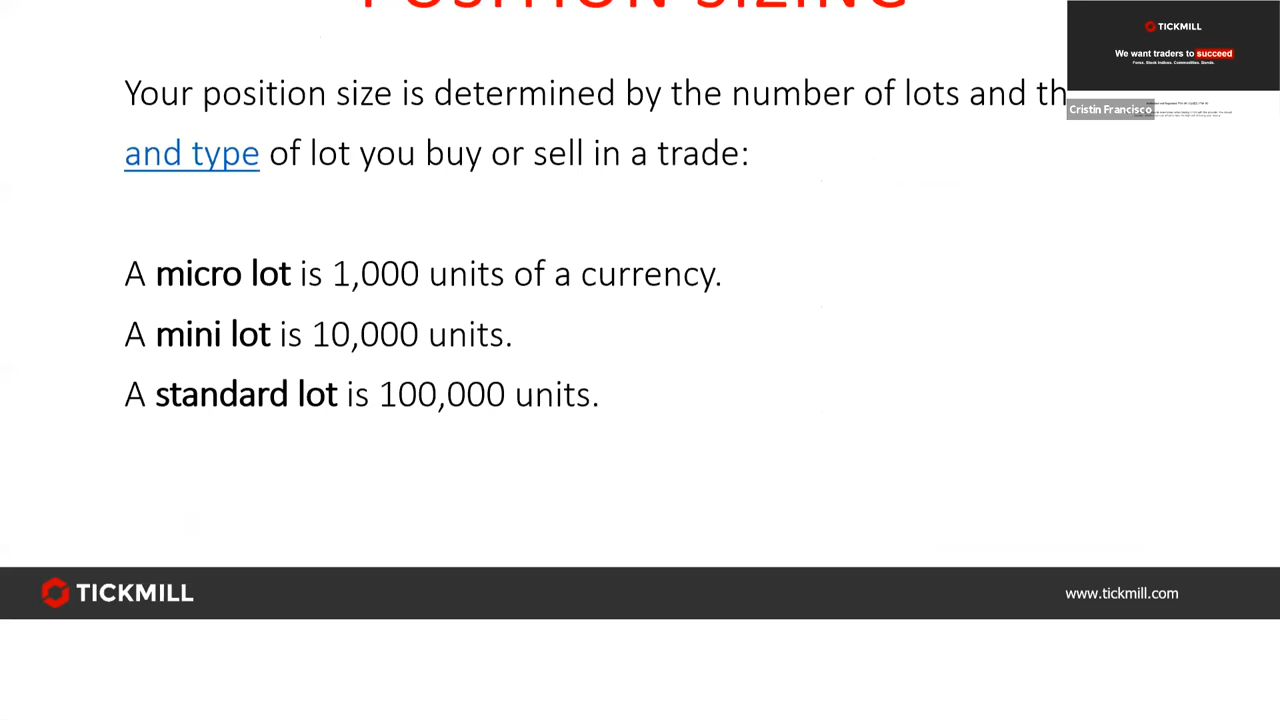 POSITION SIZING
Your position size is determined by the number of lots and th
and type of lot you buy or sell in a trade:
A micro lot is 1,000 units of a currency.
A mini lot is 10,000 units.
A standard lot is 100,000 units.
TICKMILL
www.tickmill.com
TICKMILL
We want traders to succeed
Forex. Stock Indices. Commodities. Bonds.
Cristin Francisco